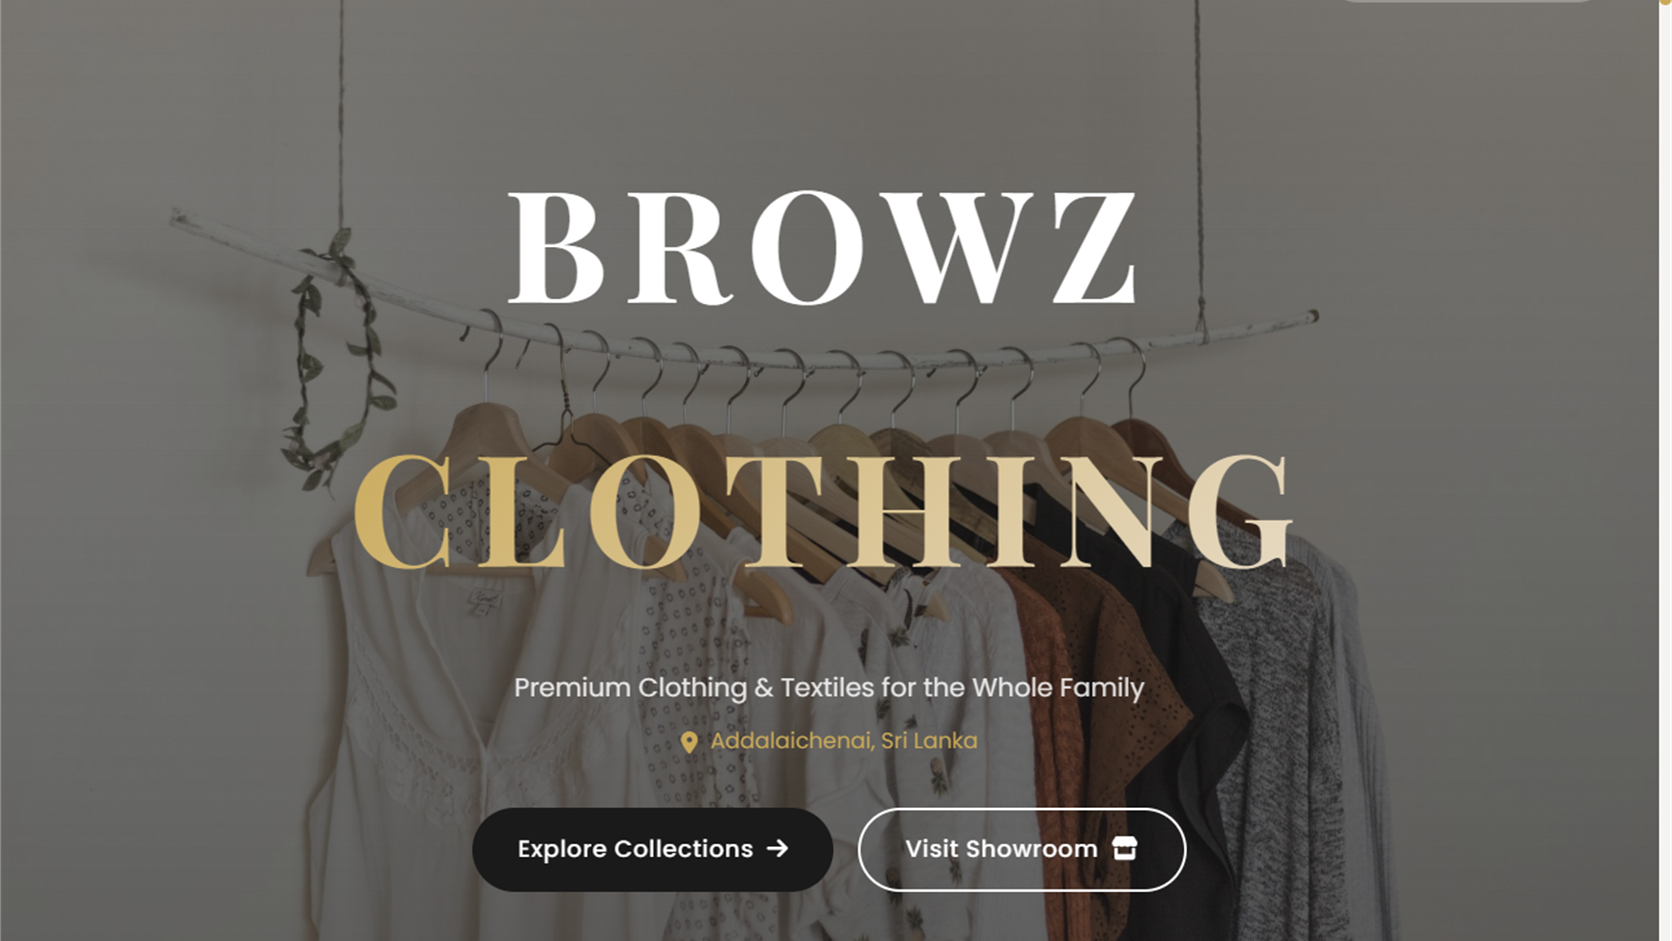 BROWZ
CLOTHING
Premium Clothing & Textiles for the Whole Family
Addalaichenai, Sri Lanka
Explore Collections →
Visit Showroom